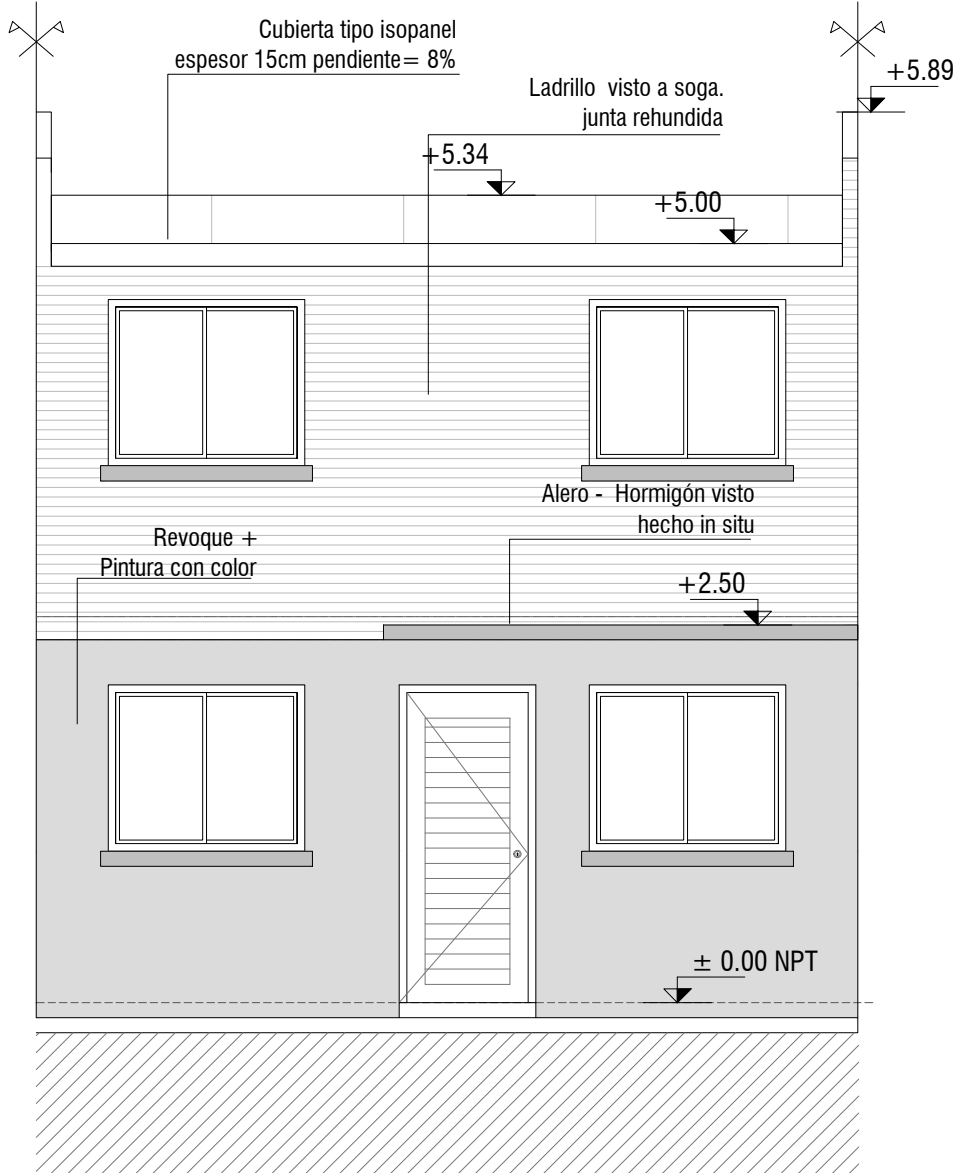 Cubierta tipo isopanel
espesor 15cm pendiente= 8%
+5.89
Ladrillo visto a soga.
junta rehundida
+5.34
+5.00
Alero - Hormigón visto
hecho in situ
Revoque +
Pintura con color
+2.50
± 0.00 NPT